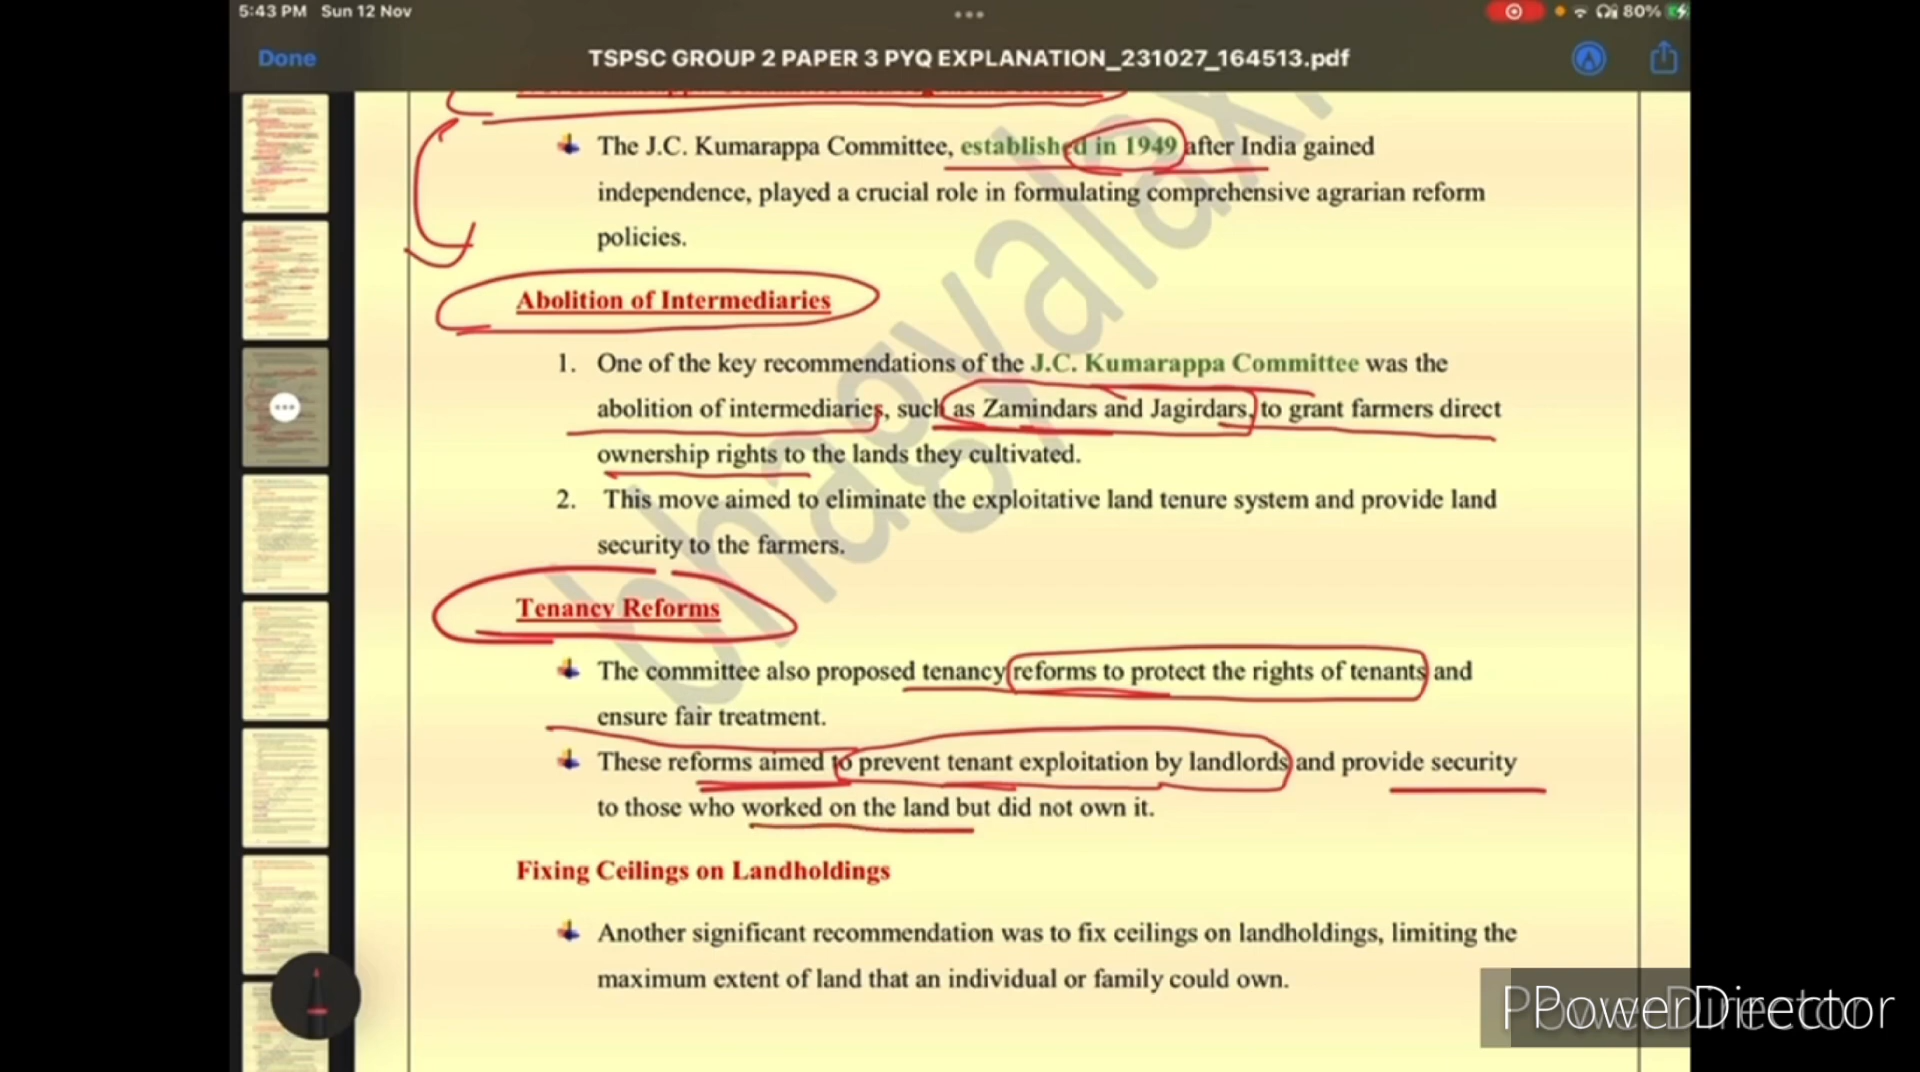 5:43 PM Sun 12 Nov
80%
Done
TSPSC GROUP 2 PAPER 3 PYQ EXPLANATION_231027_164513.pdf
The J.C. Kumarappa Committee, established in 1949 after India gained
independence, played a crucial role in formulating comprehensive agrarian reform
policies.
Abolition of Intermediaries
1. One of the key recommendations of the J.C. Kumarappa Committee was the
abolition of intermediaries, such as Zamindars and Jagirdars, to grant farmers direct
ownership rights to the lands they cultivated.
2. This move aimed to eliminate the exploitative land tenure system and provide land
security to the farmers.
Tenancy Reforms
The committee also proposed tenancy reforms to protect the rights of tenants and
ensure fair treatment.
These reforms aimed to prevent tenant exploitation by landlords and provide security
to those who worked on the land but did not own it.
Fixing Ceilings on Landholdings
Another significant recommendation was to fix ceilings on landholdings, limiting the
maximum extent of land that an individual or family could own.
bhagyalax
PowerDirector